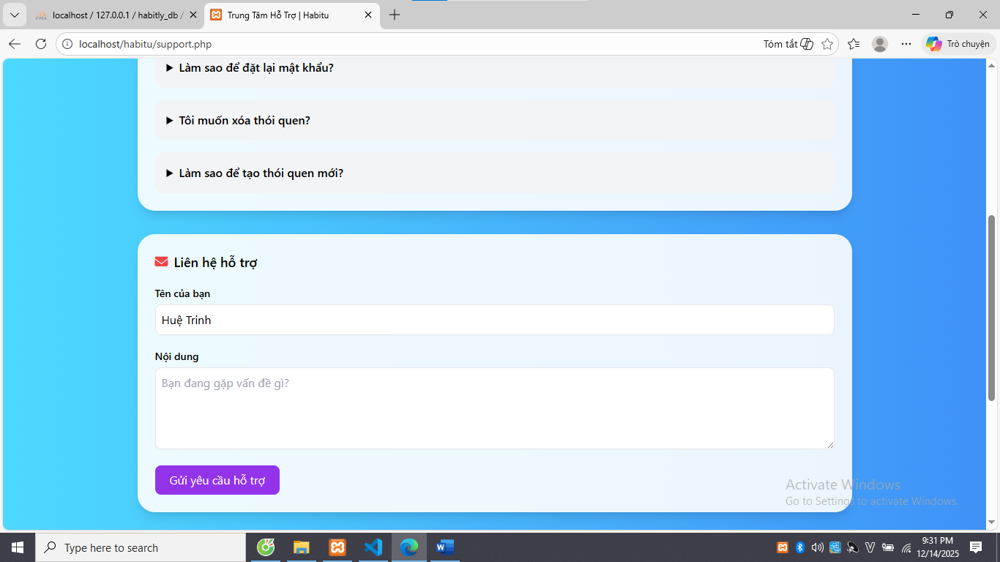 localhost / 127.0.0.1 / habitly_db /
Trung Tâm Hỗ Trợ | Habitu
localhost/habitu/support.php
Tóm tắt
Trò chuyện
Làm sao để đặt lại mật khẩu?
Tôi muốn xóa thói quen?
Làm sao để tạo thói quen mới?
Liên hệ hỗ trợ
Tên của bạn
Huệ Trinh
Nội dung
Bạn đang gặp vấn đề gì?
Gửi yêu cầu hỗ trợ
Activate Windows
Go to Settings to activate Windows.
Type here to search
9:31 PM
12/14/2025